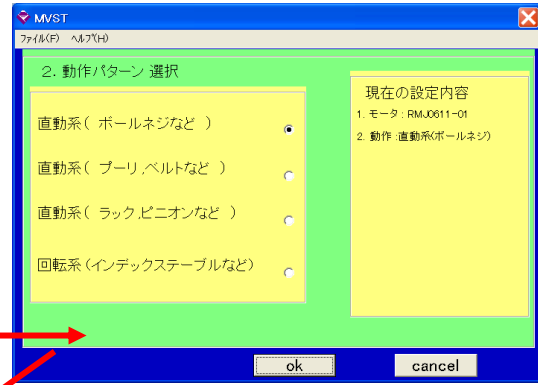 MVST
ファイル(F) ヘルプ(H)
2. 動作パターン 選択
直動系( ボールネジなど )
直動系( プーリ,ベルトなど )
直動系( ラック,ピニオンなど )
回転系(インデックステーブルなど)
現在の設定内容
1. モータ : RMJ0611-01
2. 動作 :直動系(ボールネジ)
ok
cancel